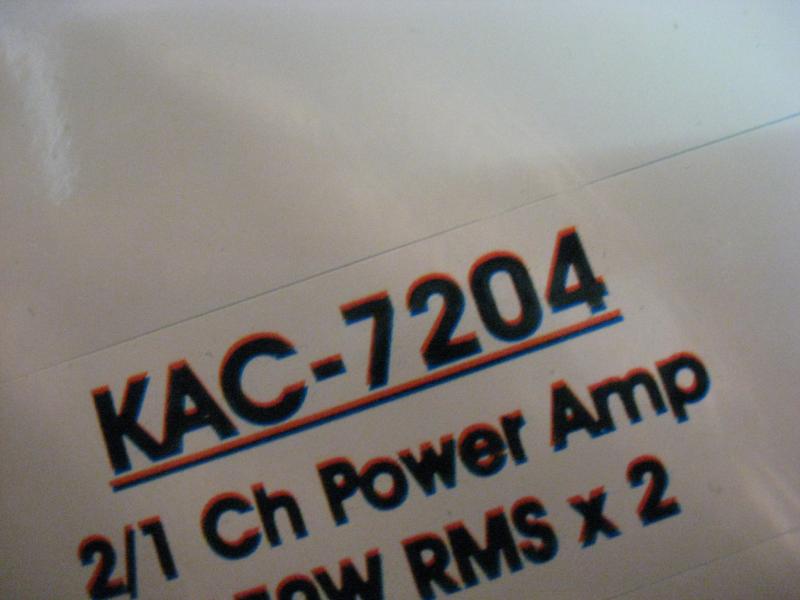 KAC-7204
2/1 Ch Power Amp
RMS x 2